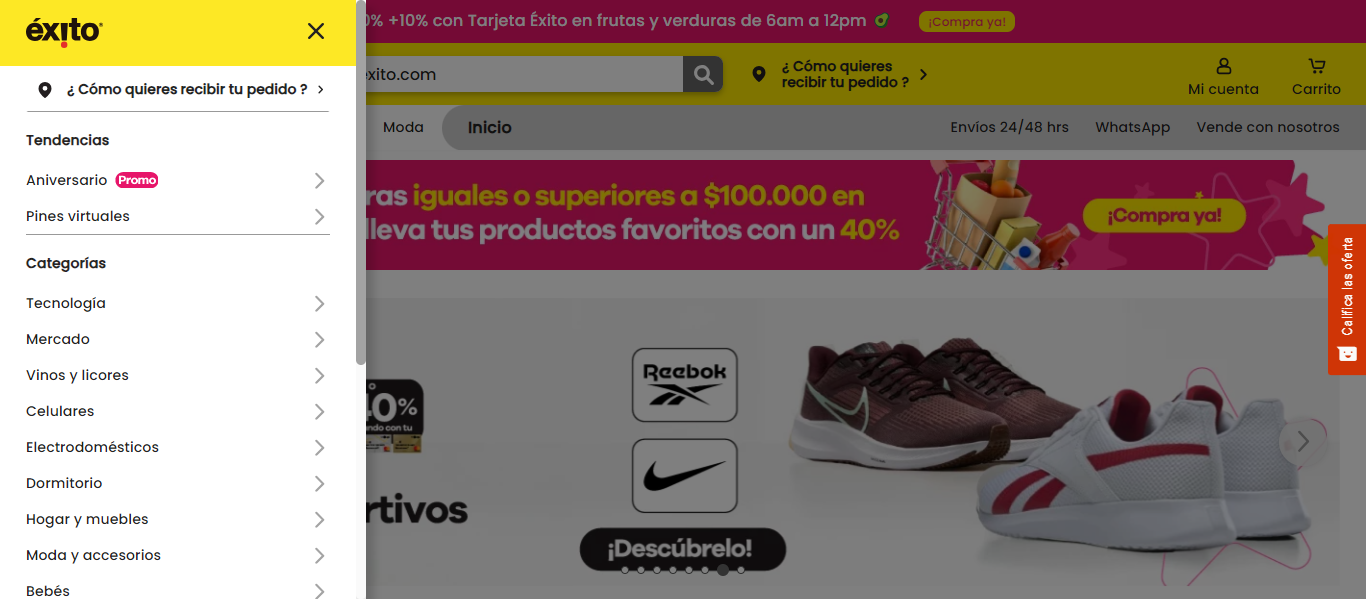 éxito
¿ Cómo quieres recibir tu pedido ?
Tendencias
Aniversario Promo
Pines virtuales
Categorías
Tecnología
Mercado
Vinos y licores
Celulares
Electrodomésticos
Dormitorio
Hogar y muebles
Moda y accesorios
Bebés
0% +10% con Tarjeta Éxito en frutas y verduras de 6am a 12pm ¡Compra ya!
exito.com
¿ Cómo quieres
recibir tu pedido ?
Mi cuenta
Carrito
Moda
Inicio
Envíos 24/48 hrs
WhatsApp
Vende con nosotros
ras iguales o superiores a $100.000 en
lleva tus productos favoritos con un 40%
¡Compra ya!
Califica las oferta
40%
ndo con tu
Reebok
rtivos
¡Descúbrelo!